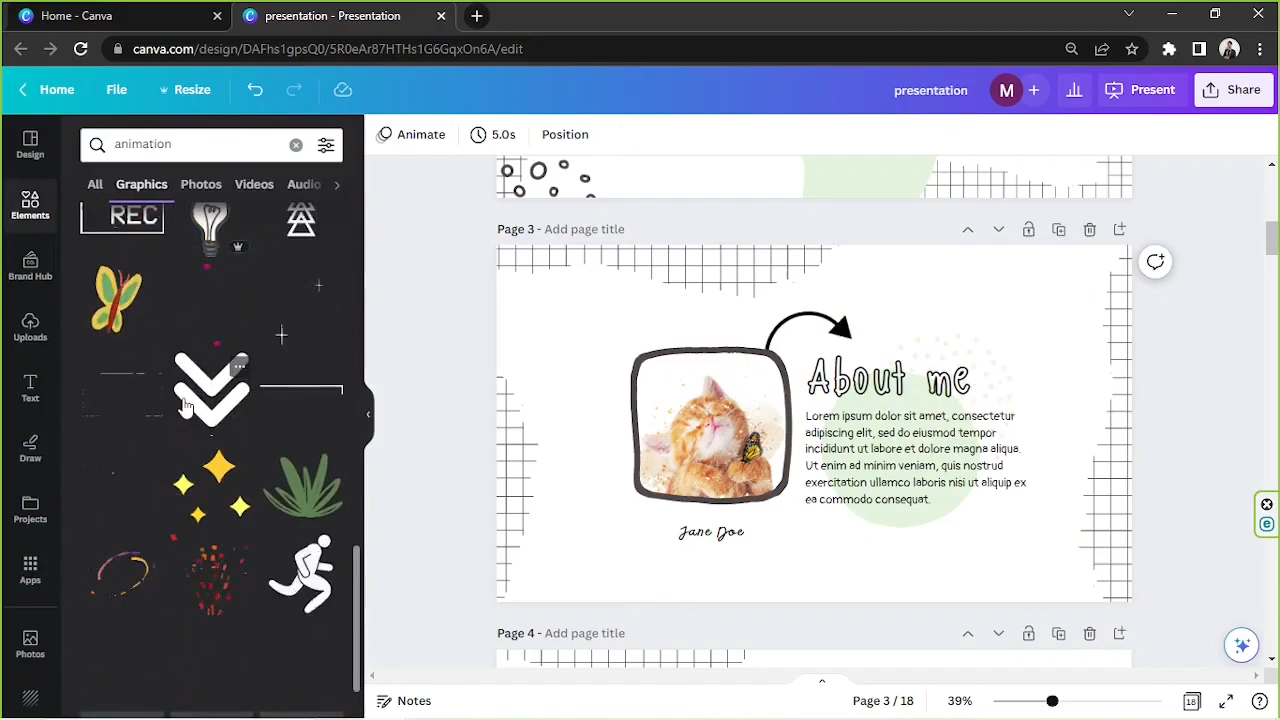 Home - Canva
presentation - Presentation
canva.com/design/DAFhs1gpsQ0/5R0eAr87HTHs1G6GqxOn6A/edit
Home
File
Resize
presentation
M
Present
Share
Design
Elements
Brand Hub
Uploads
Text
Draw
Projects
Apps
Photos
animation
All
Graphics
Photos
Videos
Audio
REC
Animate
5.0s
Position
Page 3 - Add page title
About me
Lorem ipsum dolor sit amet, consectetur
adipiscing elit, sed do eiusmod tempor
incididunt ut labore et dolore magna aliqua.
Ut enim ad minim veniam, quis nostrud
exercitation ullamco laboris nisi ut aliquip ex
ea commodo consequat.
Jane Doe
Page 4 - Add page title
Notes
Page 3 / 18
39%
18